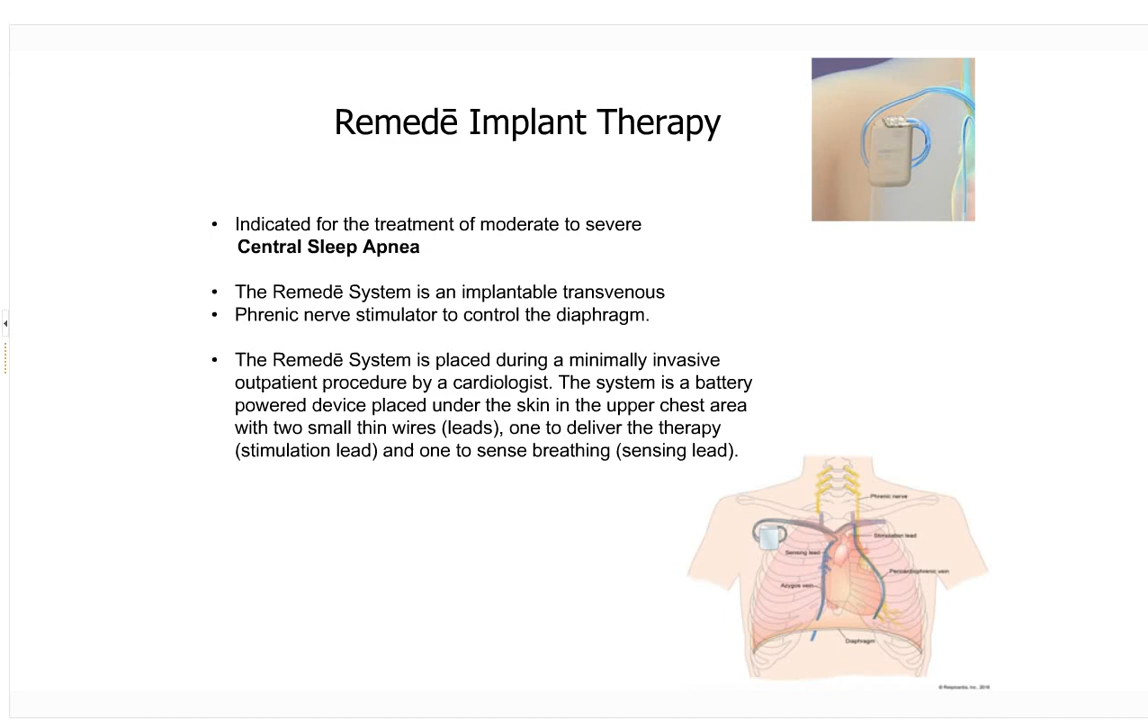 Remedē Implant Therapy
• Indicated for the treatment of moderate to severe
Central Sleep Apnea
• The Remedē System is an implantable transvenous
• Phrenic nerve stimulator to control the diaphragm.
• The Remedē System is placed during a minimally invasive
outpatient procedure by a cardiologist. The system is a battery
powered device placed under the skin in the upper chest area
with two small thin wires (leads), one to deliver the therapy
(stimulation lead) and one to sense breathing (sensing lead).
Phrenic nerve
Stimulation lead
Sensing lead
Pericardiophrenic vein
Azygos vein
Diaphragm
© Respicardia, Inc., 2019